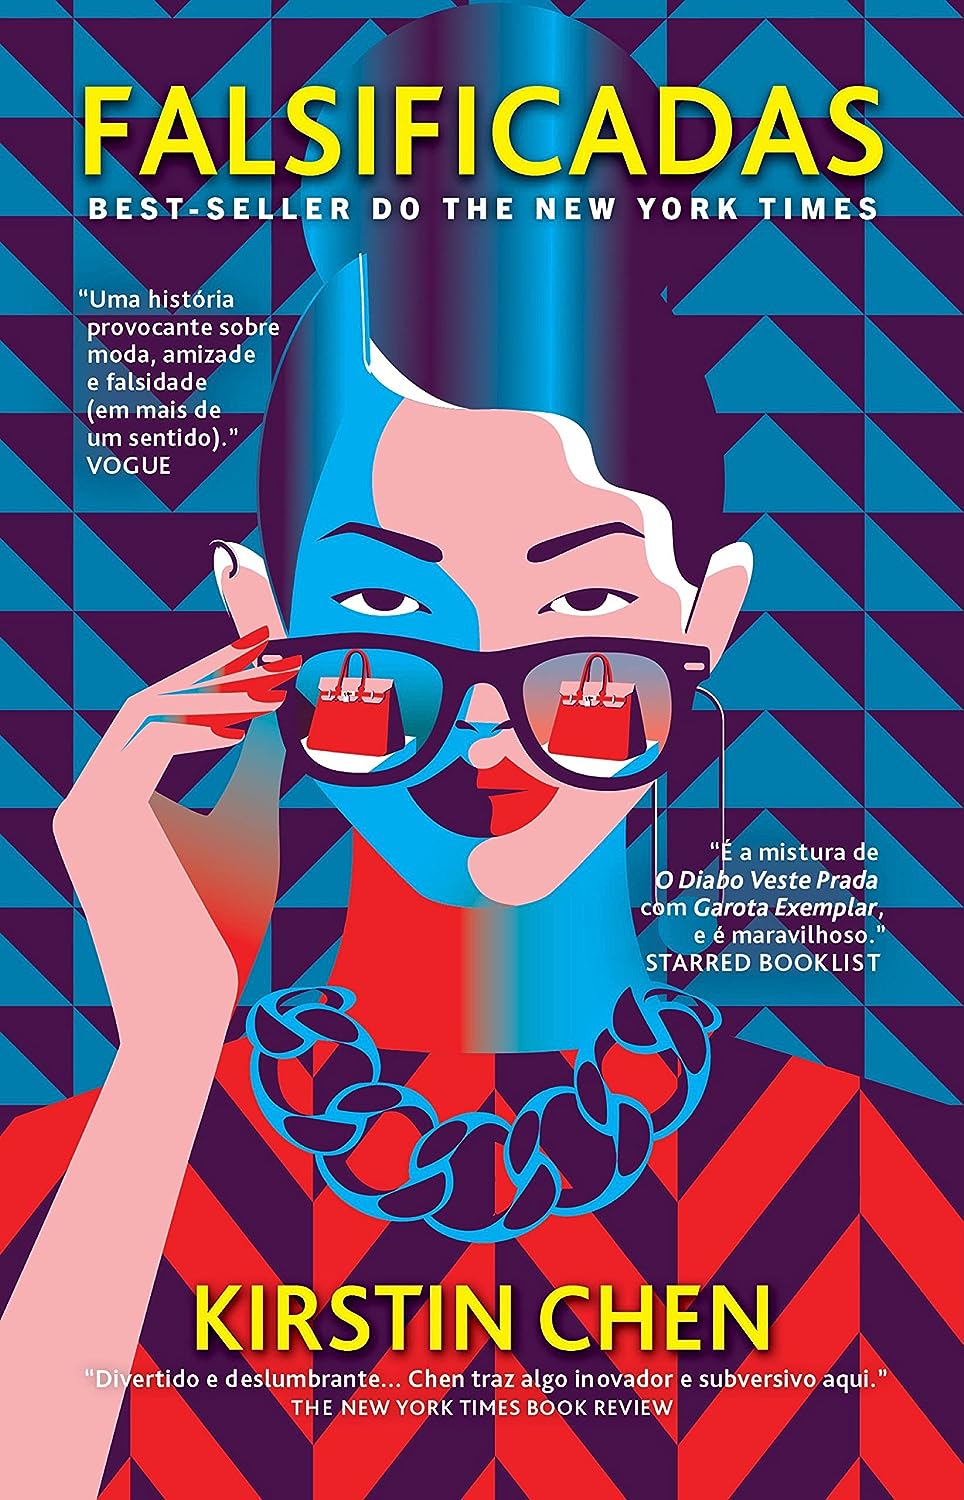 FALSIFICADAS
BEST-SELLER DO THE NEW YORK TIMES
“Uma história
provocante sobre
moda, amizade
e falsidade
(em mais de
um sentido).”
VOGUE
“É a mistura de
O Diabo Veste Prada
com Garota Exemplar,
e é maravilhoso.”
STARRED BOOKLIST
KIRSTIN CHEN
“Divertido e deslumbrante... Chen traz algo inovador e subversivo aqui.”
THE NEW YORK TIMES BOOK REVIEW